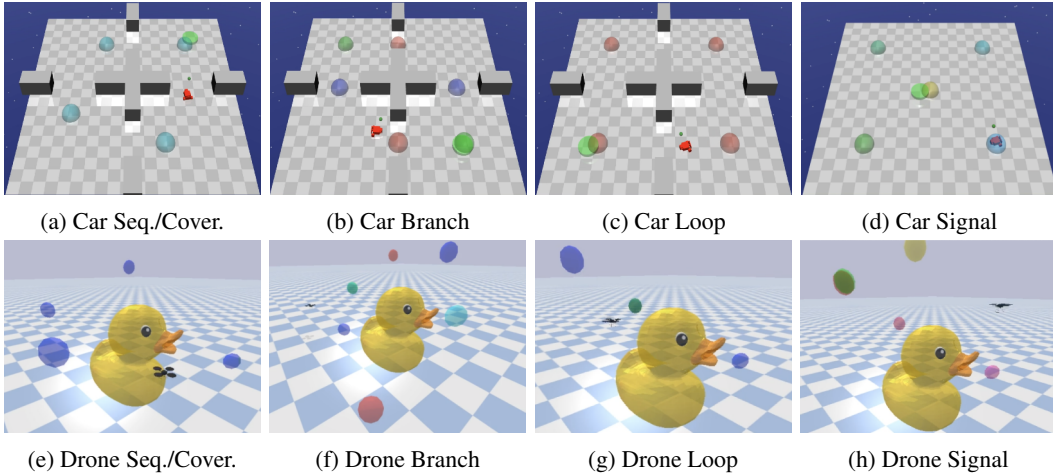 (a) Car Seq./Cover.
(b) Car Branch
(c) Car Loop
(d) Car Signal
(e) Drone Seq./Cover.
(f) Drone Branch
(g) Drone Loop
(h) Drone Signal